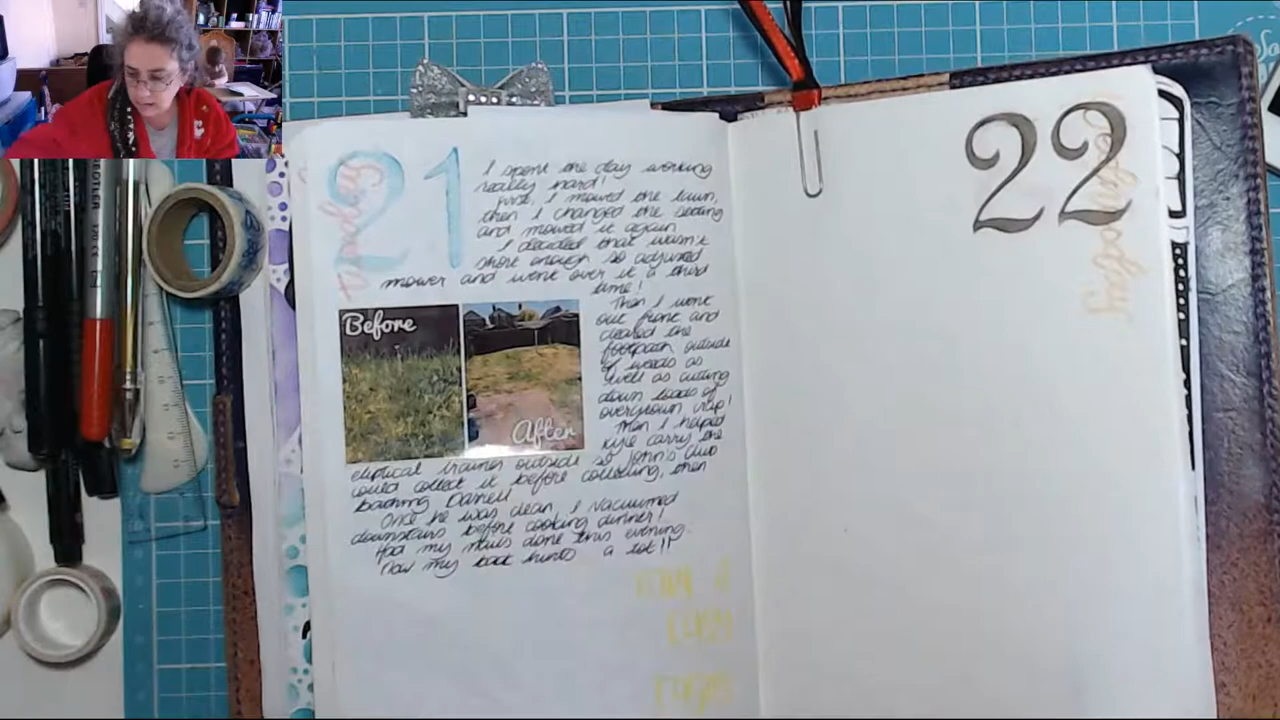 21
Tuesday
I spent the day working
really hard!
First, I mowed the lawn,
then I changed the setting
and mowed it again
I decided that wasn't
short enough so adjusted
mower and went over it a third
time!
Then I went
out front and
cleared the
footpath outside
of weeds as
well as cutting
down loads of
overgrown crap!
Then I helped
Kyle carry the
eliptical trainer outside so John's
could collect it before collecting, then
bathing
Once he was clean, I vacuumed
downstairs before cooking dinner!
Had my nails done this evening.
Now my back hurts a lot!!
Before
After
22
Wednesday
STAEDTLER